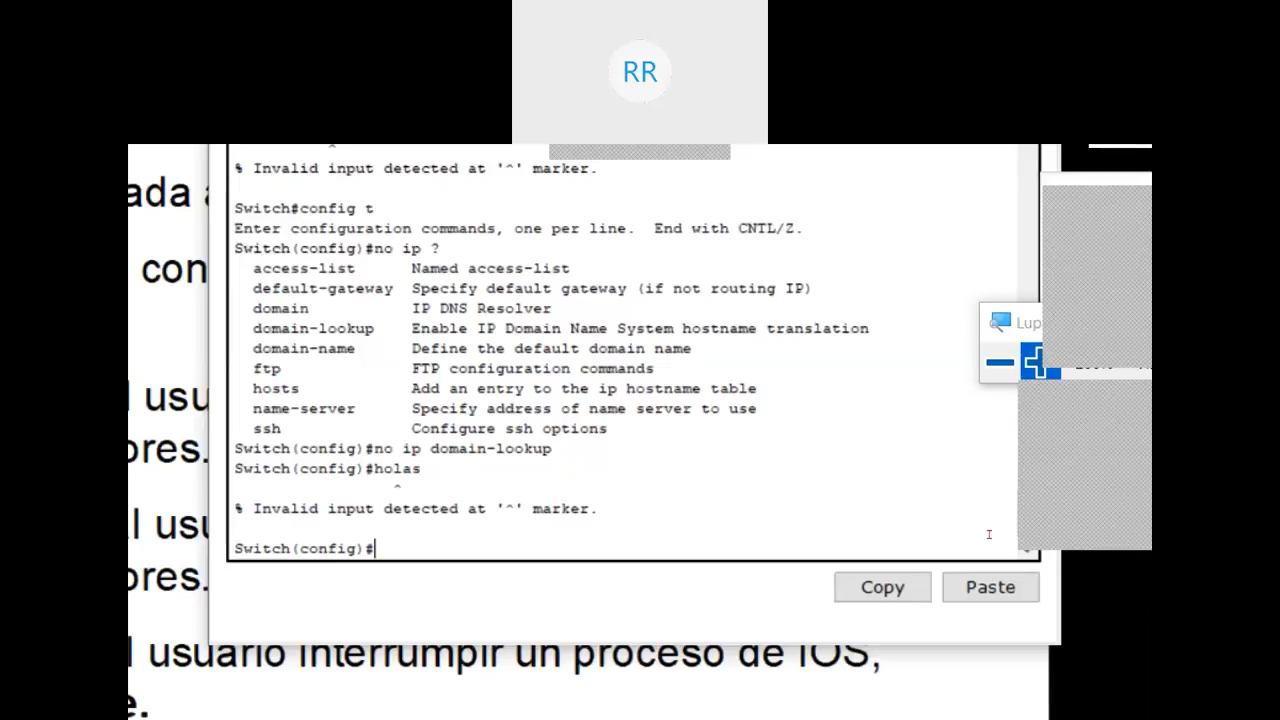 RR
^
% Invalid input detected at '^' marker.
Switch#config t
Enter configuration commands, one per line.  End with CNTL/Z.
Switch(config)#no ip ?
access-list      Named access-list
default-gateway  Specify default gateway (if not routing IP)
domain           IP DNS Resolver
domain-lookup    Enable IP Domain Name System hostname translation
domain-name      Define the default domain name
ftp              FTP configuration commands
hosts            Add an entry to the ip hostname table
name-server      Specify address of name server to use
ssh              Configure ssh options
Switch(config)#no ip domain-lookup
Switch(config)#holas
^
% Invalid input detected at '^' marker.
Switch(config)#
Copy Paste
Lup
ada a
con
l usu
ores.
al usu
ores.
l usuario interrumpir un proceso de IOS,
e.